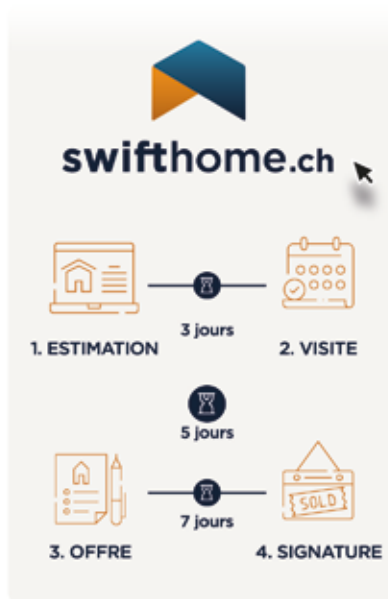 swifthome.ch
3 jours
1. ESTIMATION
2. VISITE
5 jours
SOLD
7 jours
3. OFFRE
4. SIGNATURE